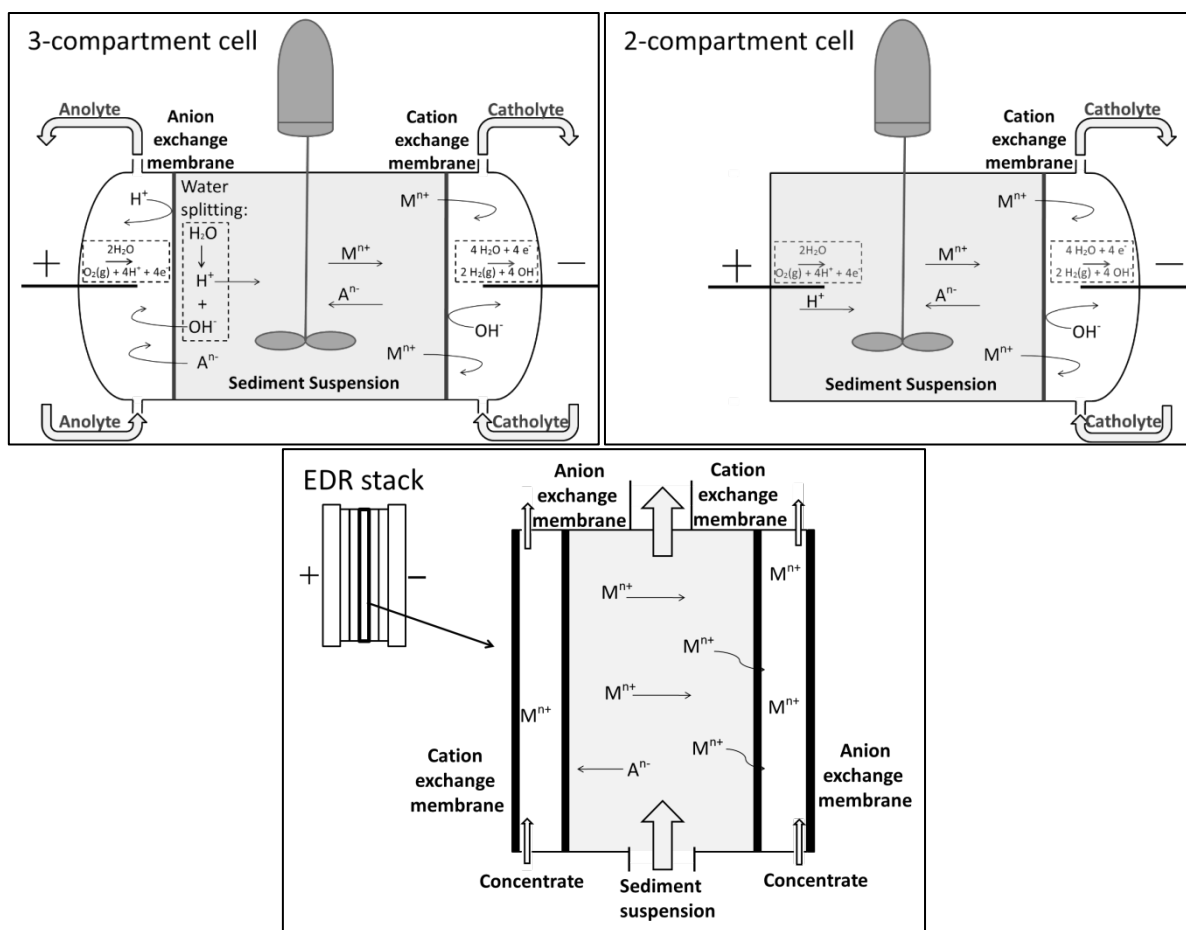 3-compartment cell
Anolyte
Catholyte
Anion
exchange
membrane
Cation
exchange
membrane
H⁺
Water
splitting:
H₂O
Mⁿ⁺
+
2H₂O
O₂(g) + 4H⁺ + 4e⁻
H⁺
+
OH⁻
Mⁿ⁺
Aⁿ⁻
4 H₂O + 4 e⁻
2 H₂(g) + 4 OH
−
OH⁻
Aⁿ⁻
Mⁿ⁺
Sediment Suspension
Anolyte
Catholyte
2-compartment cell
Catholyte
Cation
exchange
membrane
Mⁿ⁺
+
2H₂O
O₂(g) + 4H⁺ + 4e⁻
H⁺
Mⁿ⁺
Aⁿ⁻
4 H₂O + 4 e⁻
2 H₂(g) + 4 OH
−
OH⁻
Mⁿ⁺
Sediment Suspension
Catholyte
EDR stack
+
−
Anion
exchange
membrane
Cation
exchange
membrane
Mⁿ⁺
Mⁿ⁺
Mⁿ⁺
Mⁿ⁺
Mⁿ⁺
Mⁿ⁺
Mⁿ⁺
Aⁿ⁻
Cation
exchange
membrane
Anion
exchange
membrane
Concentrate
Sediment
suspension
Concentrate